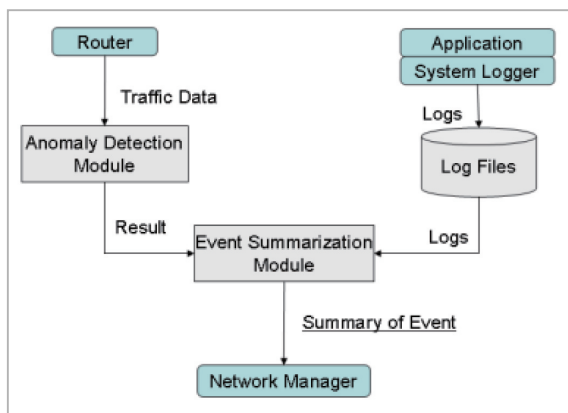 Router
Application
System Logger
Traffic Data
Logs
Anomaly Detection
Module
Log Files
Result
Event Summarization
Module
Logs
Summary of Event
Network Manager